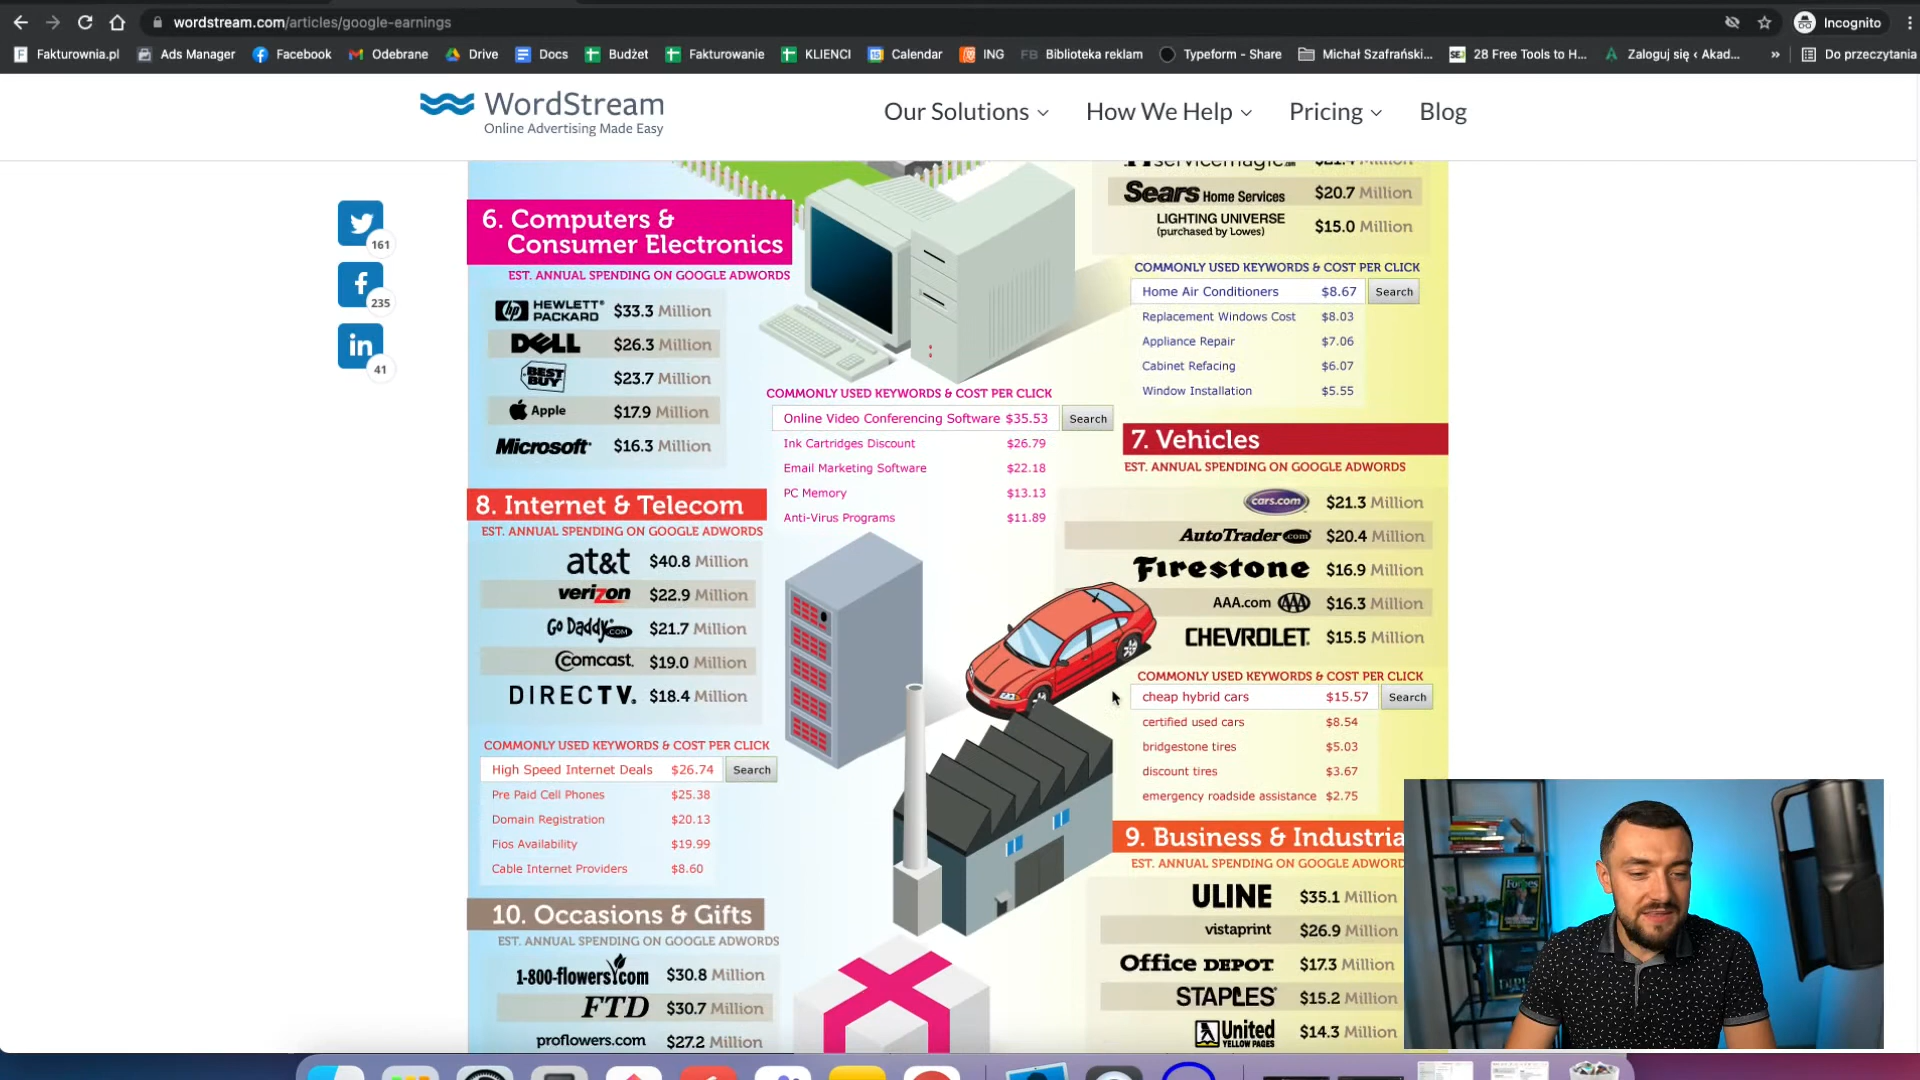 wordstream.com/articles/google-earnings
Incognito
Fakturownia.pl
Ads Manager
Facebook
Odebrane
Drive
Docs
Budżet
Fakturowanie
KLIENCI
Calendar
ING
FB Biblioteka reklam
Typeform - Share
Michał Szafrański...
28 Free Tools to H...
Zaloguj się ‹ Akad...
»
Do przeczytania
WordStream
Online Advertising Made Easy
Our Solutions
How We Help
Pricing
Blog
161
235
41
6. Computers &
Consumer Electronics
EST. ANNUAL SPENDING ON GOOGLE ADWORDS
hp HEWLETT PACKARD $33.3 Million
DELL $26.3 Million
BEST BUY $23.7 Million
Apple $17.9 Million
Microsoft $16.3 Million
COMMONLY USED KEYWORDS & COST PER CLICK
Online Video Conferencing Software $35.53 Search
Ink Cartridges Discount $26.79
Email Marketing Software $22.18
PC Memory $13.13
Anti-Virus Programs $11.89
servicemagic $21.4 Million
Sears Home Services $20.7 Million
LIGHTING UNIVERSE $15.0 Million
(purchased by Lowes)
COMMONLY USED KEYWORDS & COST PER CLICK
Home Air Conditioners $8.67 Search
Replacement Windows Cost $8.03
Appliance Repair $7.06
Cabinet Refacing $6.07
Window Installation $5.55
7. Vehicles
EST. ANNUAL SPENDING ON GOOGLE ADWORDS
cars.com $21.3 Million
AutoTrader.com $20.4 Million
Firestone $16.9 Million
AAA.com AAA $16.3 Million
CHEVROLET $15.5 Million
COMMONLY USED KEYWORDS & COST PER CLICK
cheap hybrid cars $15.57 Search
certified used cars $8.54
bridgestone tires $5.03
discount tires $3.67
emergency roadside assistance $2.75
8. Internet & Telecom
EST. ANNUAL SPENDING ON GOOGLE ADWORDS
at&t $40.8 Million
verizon $22.9 Million
Go Daddy.COM $21.7 Million
Comcast. $19.0 Million
DIRECTV. $18.4 Million
COMMONLY USED KEYWORDS & COST PER CLICK
High Speed Internet Deals $26.74 Search
Pre Paid Cell Phones $25.38
Domain Registration $20.13
Fios Availability $19.99
Cable Internet Providers $8.60
9. Business & Industria
EST. ANNUAL SPENDING ON GOOGLE ADWORD
ULINE $35.1 Million
vistaprint $26.9 Million
Office DEPOT $17.3 Million
STAPLES $15.2 Million
United $14.3 Million
YELLOW PAGES
10. Occasions & Gifts
EST. ANNUAL SPENDING ON GOOGLE ADWORDS
1-800-flowers.com $30.8 Million
FTD $30.7 Million
proflowers.com $27.2 Million
Forbes